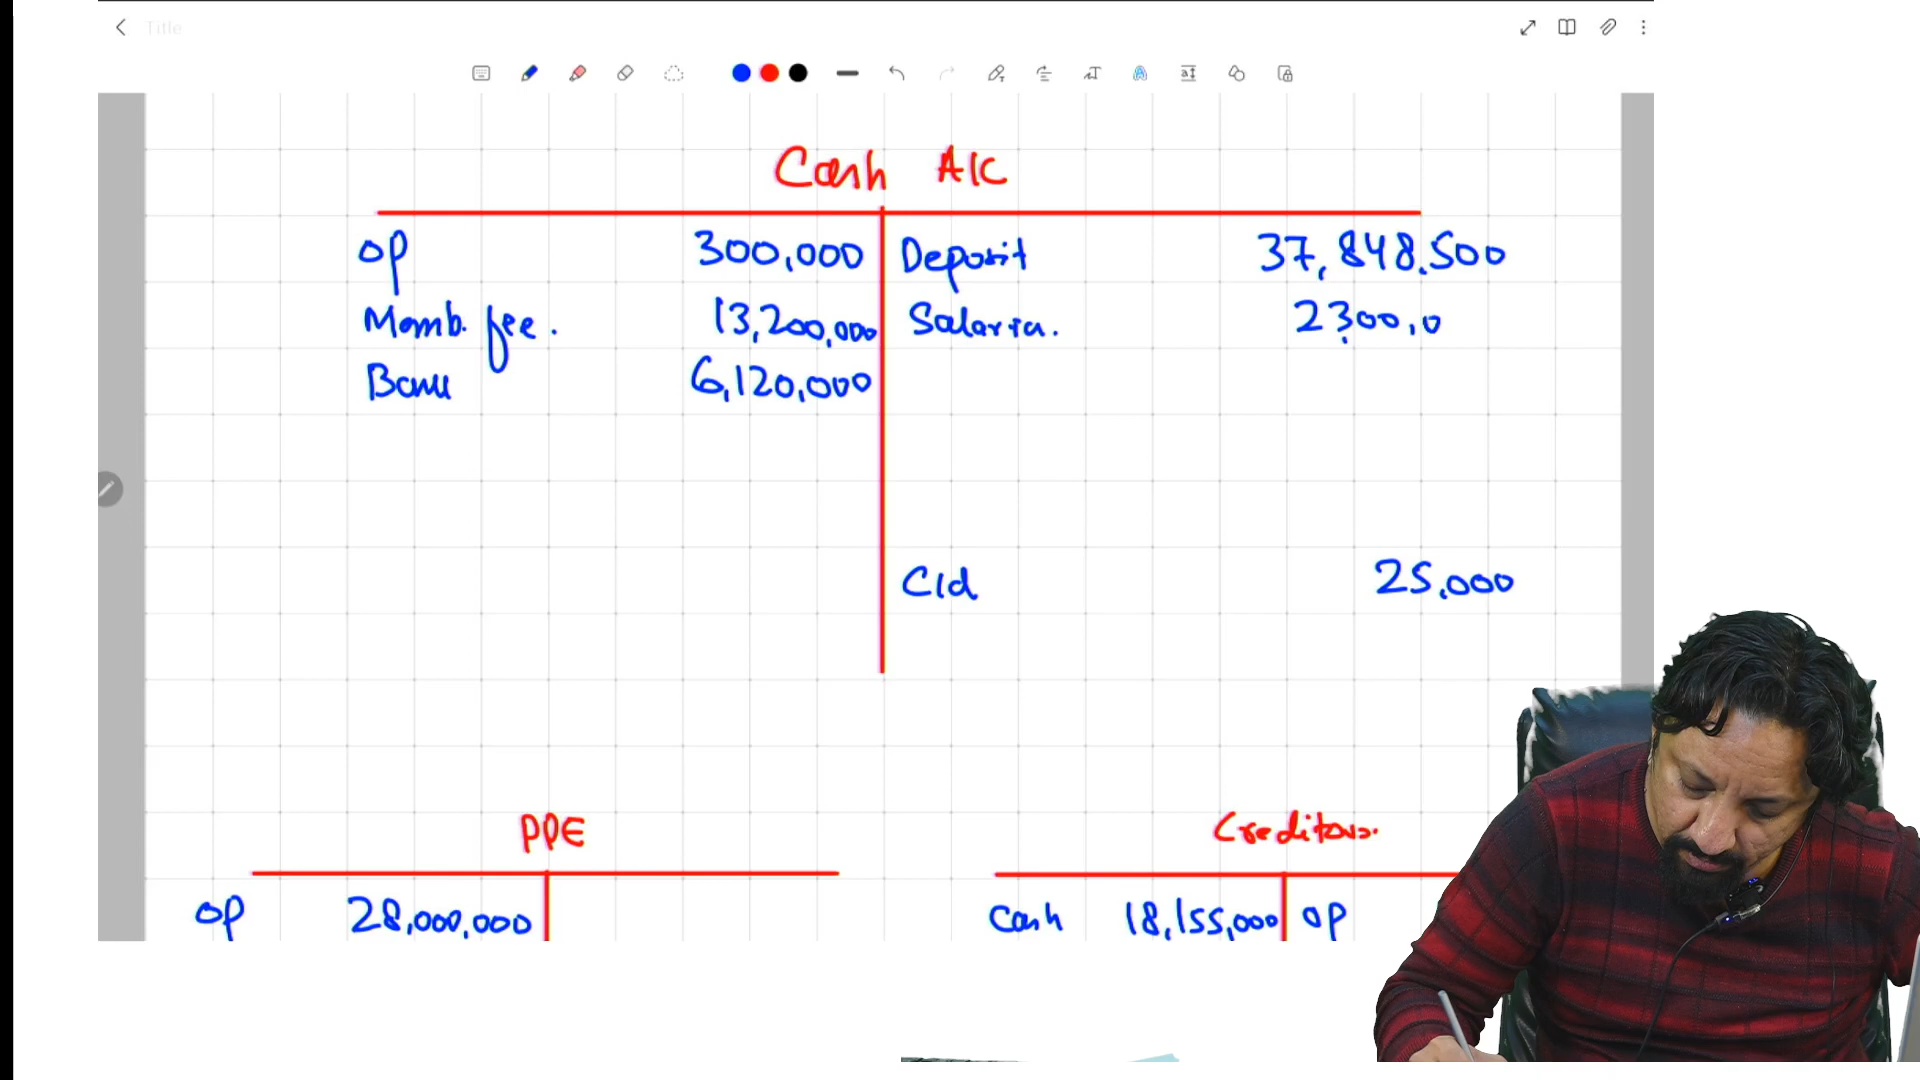 Title
Cash A/C
op 300,000 Deposit 37,848,500
Memb. fee. 13,200,000 Salaries. 2300,0
Bank 6,120,000
C/d 25,000
PPE Creditors.
op 28,000,000 Cash 18,155,000 op